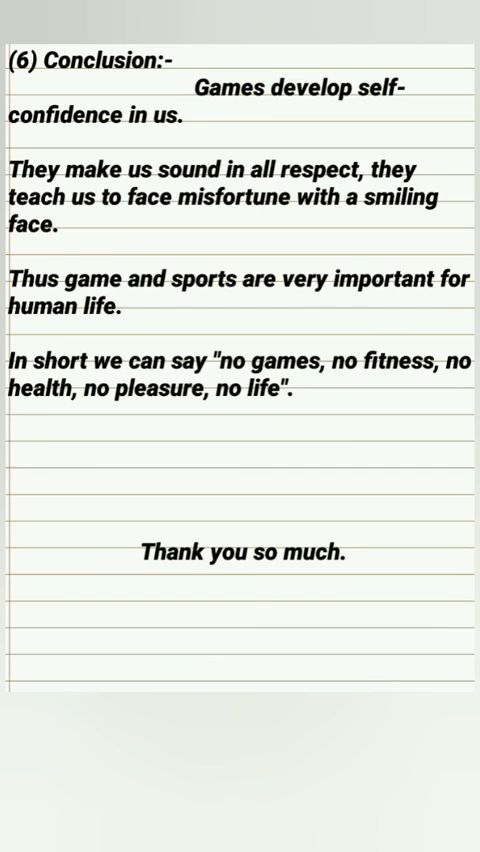 (6) Conclusion:-
Games develop self-
confidence in us.
They make us sound in all respect, they
teach us to face misfortune with a smiling
face.
Thus game and sports are very important for
human life.
In short we can say "no games, no fitness, no
health, no pleasure, no life".
Thank you so much.